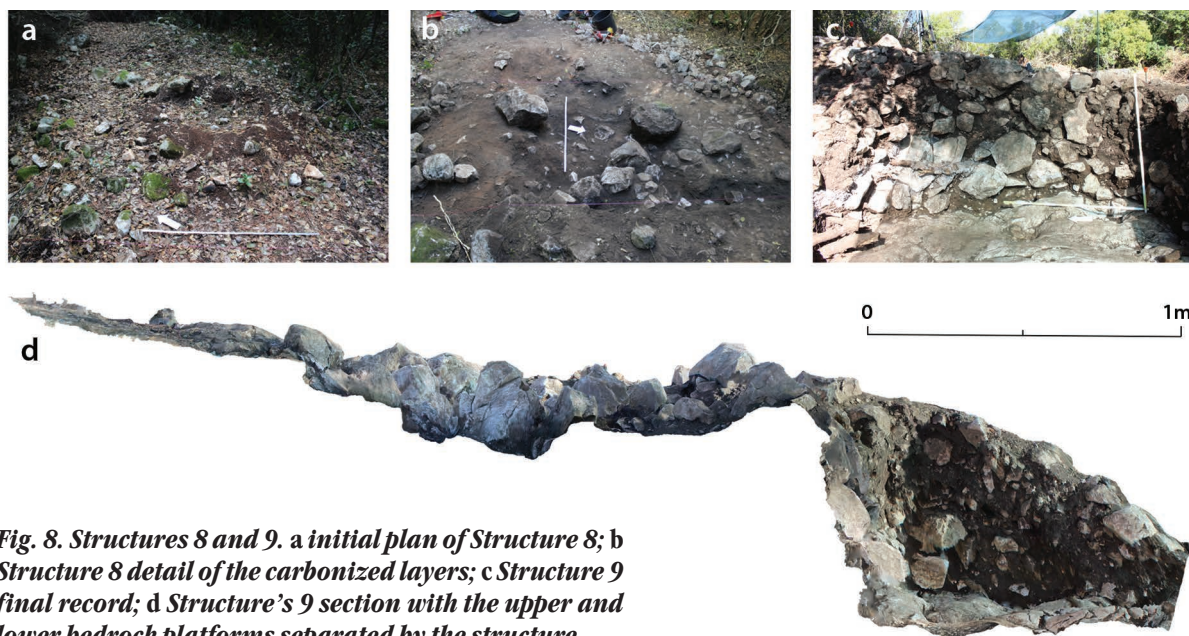 a
b
c
0 1m
d
Fig. 8. Structures 8 and 9. a initial plan of Structure 8; b
Structure 8 detail of the carbonized layers; c Structure 9
final record; d Structure's 9 section with the upper and
lower bedroch platforms separated by the structure.